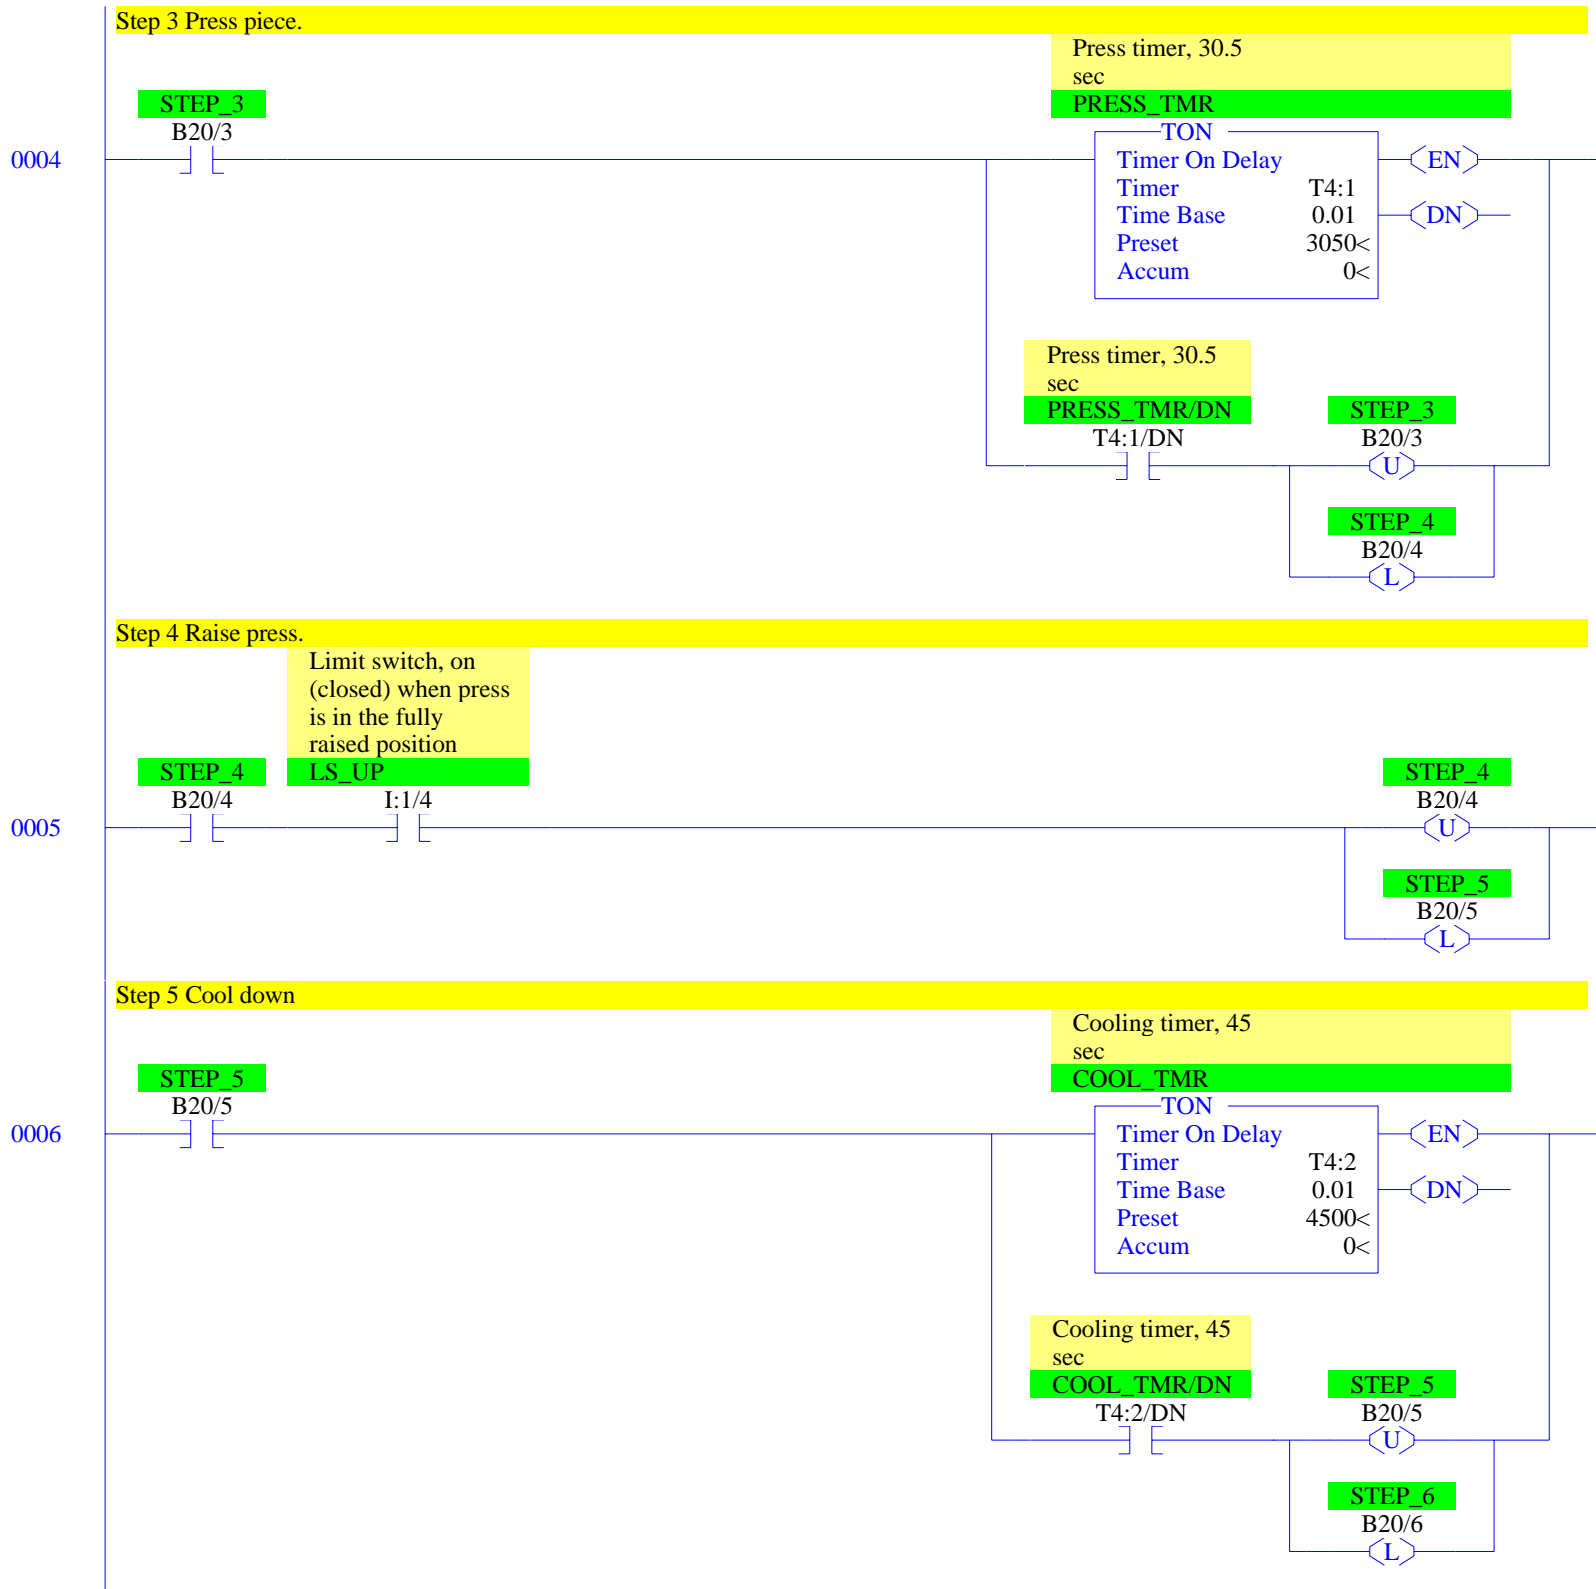 Step 3 Press piece.
Press timer, 30.5
sec
STEP_3
PRESS_TMR
B20/3
TON
0004
Timer On Delay
EN
Timer T4:1
Time Base 0.01
DN
Preset 3050<
Accum 0<
Press timer, 30.5
sec
PRESS_TMR/DN
STEP_3
T4:1/DN
B20/3
U
STEP_4
B20/4
L
Step 4 Raise press.
Limit switch, on
(closed) when press
is in the fully
raised position
STEP_4
LS_UP
STEP_4
B20/4
I:1/4
B20/4
0005
U
STEP_5
B20/5
L
Step 5 Cool down
Cooling timer, 45
sec
STEP_5
COOL_TMR
B20/5
TON
0006
Timer On Delay
EN
Timer T4:2
Time Base 0.01
DN
Preset 4500<
Accum 0<
Cooling timer, 45
sec
COOL_TMR/DN
STEP_5
T4:2/DN
B20/5
U
STEP_6
B20/6
L